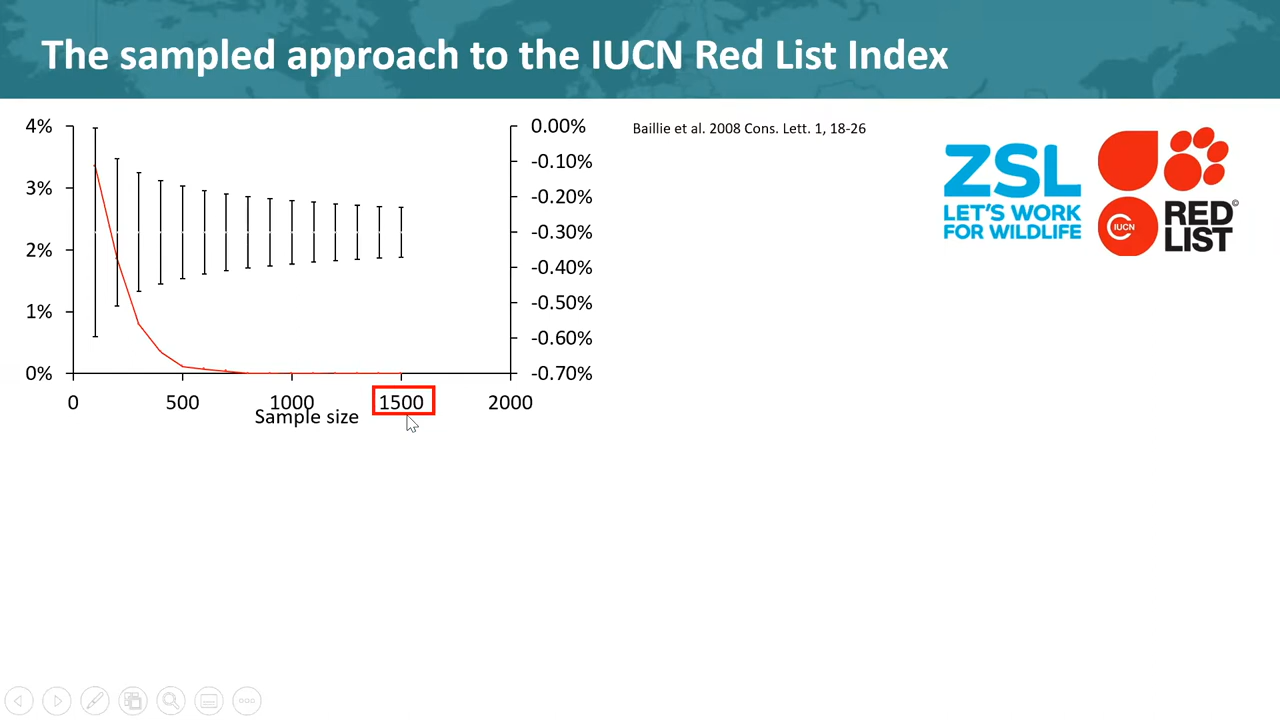 The sampled approach to the IUCN Red List Index
4%
3%
2%
1%
0%
0.00%
-0.10%
-0.20%
-0.30%
-0.40%
-0.50%
-0.60%
-0.70%
0
500
1000
1500
2000
Sample size
Baillie et al. 2008 Cons. Lett. 1, 18-26
ZSL
LET'S WORK
FOR WILDLIFE
IUCN
RED
LIST
©